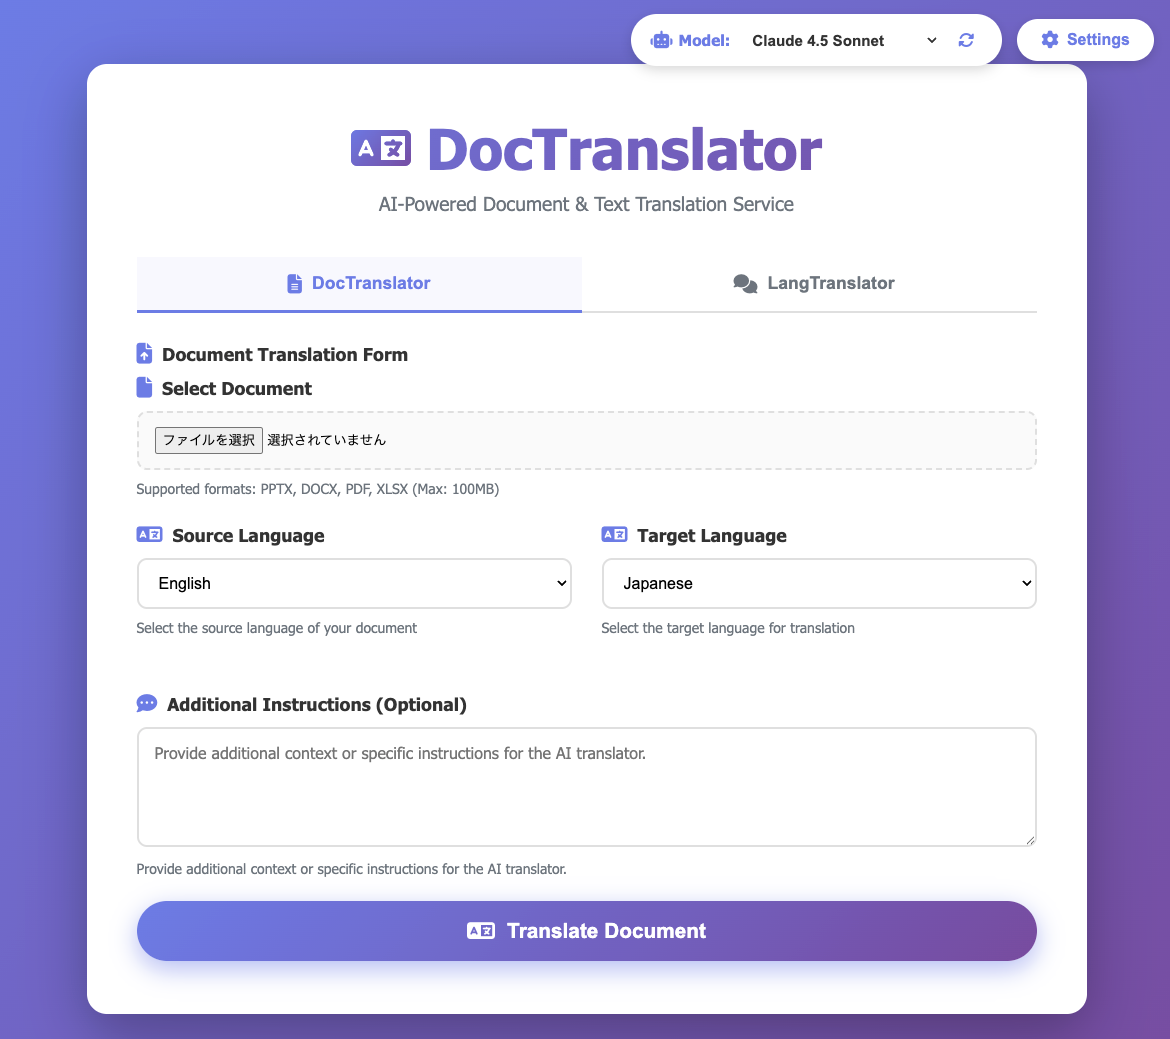 Model: Claude 4.5 Sonnet Settings
DocTranslator
AI-Powered Document & Text Translation Service
DocTranslator LangTranslator
Document Translation Form
Select Document
ファイルを選択 選択されていません
Supported formats: PPTX, DOCX, PDF, XLSX (Max: 100MB)
Source Language Target Language
English Japanese
Select the source language of your document Select the target language for translation
Additional Instructions (Optional)
Provide additional context or specific instructions for the AI translator.
Provide additional context or specific instructions for the AI translator.
Translate Document